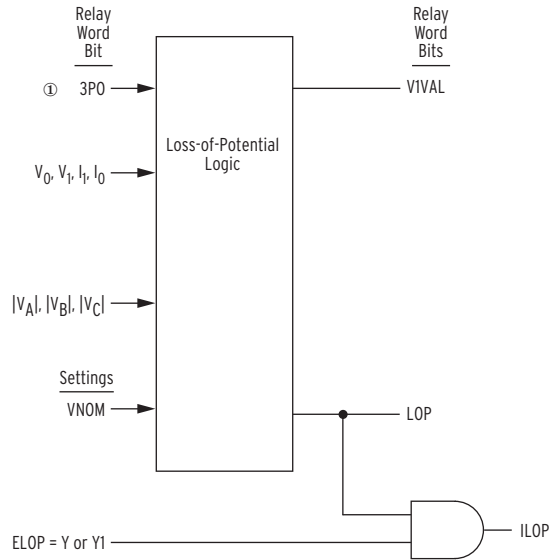 Relay
Word
Bit
Relay
Word
Bits
① 3PO
V1VAL
Loss-of-Potential
Logic
V0, V1, I1, I0
|VA|, |VB|, |VC|
Settings
VNOM
LOP
ELOP = Y or Y1
ILOP